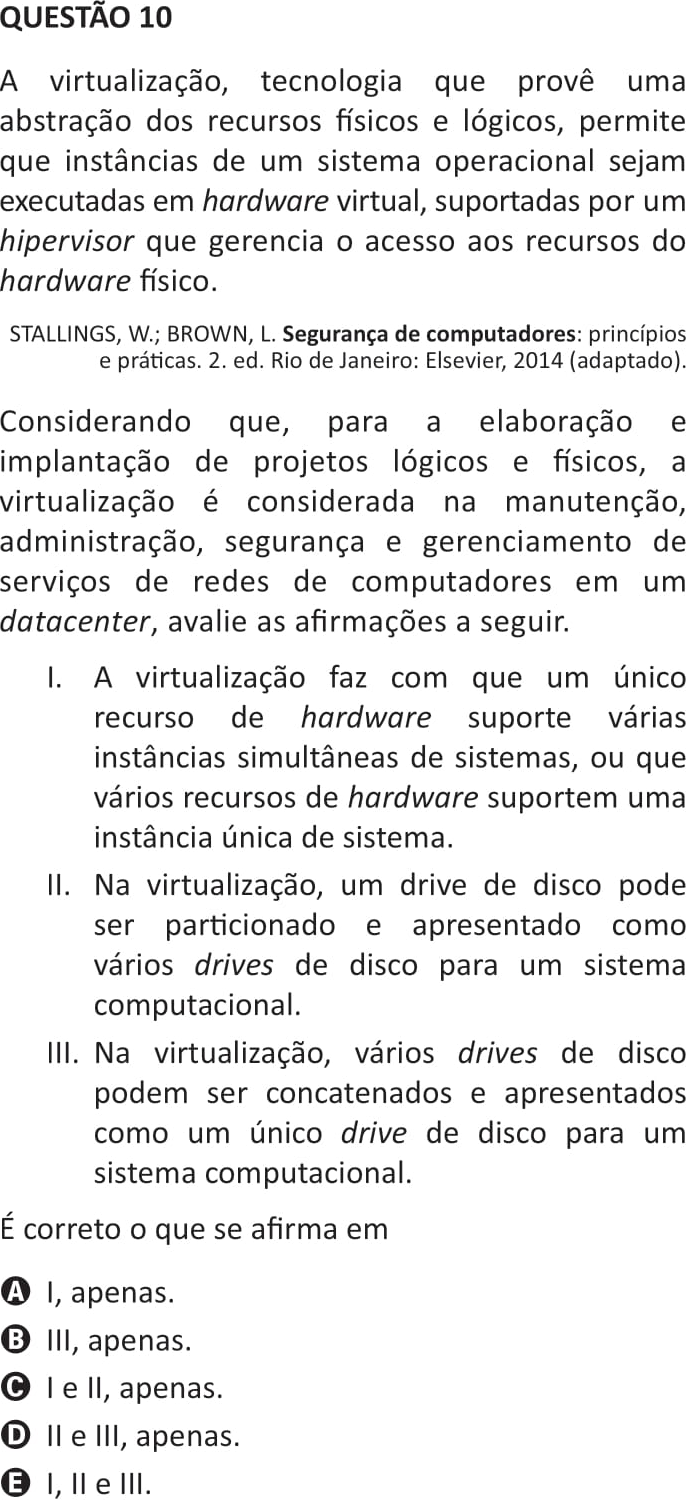 QUESTÃO 10
A virtualização, tecnologia que provê uma
abstração dos recursos físicos e lógicos, permite
que instâncias de um sistema operacional sejam
executadas em hardware virtual, suportadas por um
hipervisor que gerencia o acesso aos recursos do
hardware físico.
STALLINGS, W.; BROWN, L. Segurança de computadores: princípios
e práticas. 2. ed. Rio de Janeiro: Elsevier, 2014 (adaptado).
Considerando que, para a elaboração e
implantação de projetos lógicos e físicos, a
virtualização é considerada na manutenção,
administração, segurança e gerenciamento de
serviços de redes de computadores em um
datacenter, avalie as afirmações a seguir.
I. A virtualização faz com que um único
recurso de hardware suporte várias
instâncias simultâneas de sistemas, ou que
vários recursos de hardware suportem uma
instância única de sistema.
II. Na virtualização, um drive de disco pode
ser particionado e apresentado como
vários drives de disco para um sistema
computacional.
III. Na virtualização, vários drives de disco
podem ser concatenados e apresentados
como um único drive de disco para um
sistema computacional.
É correto o que se afirma em
A I, apenas.
B III, apenas.
C I e II, apenas.
D II e III, apenas.
E I, II e III.